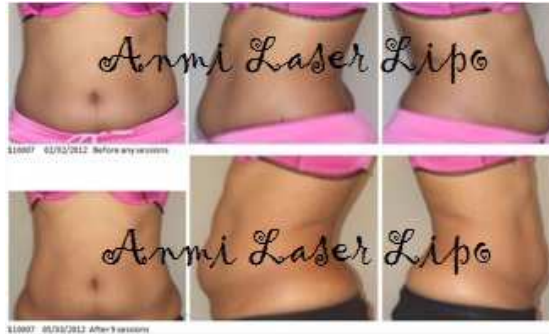 Anmi Laser Lipo
S10007 02/02/2012 Before any sessions
Anmi Laser Lipo
S10007 05/03/2012 After 9 sessions